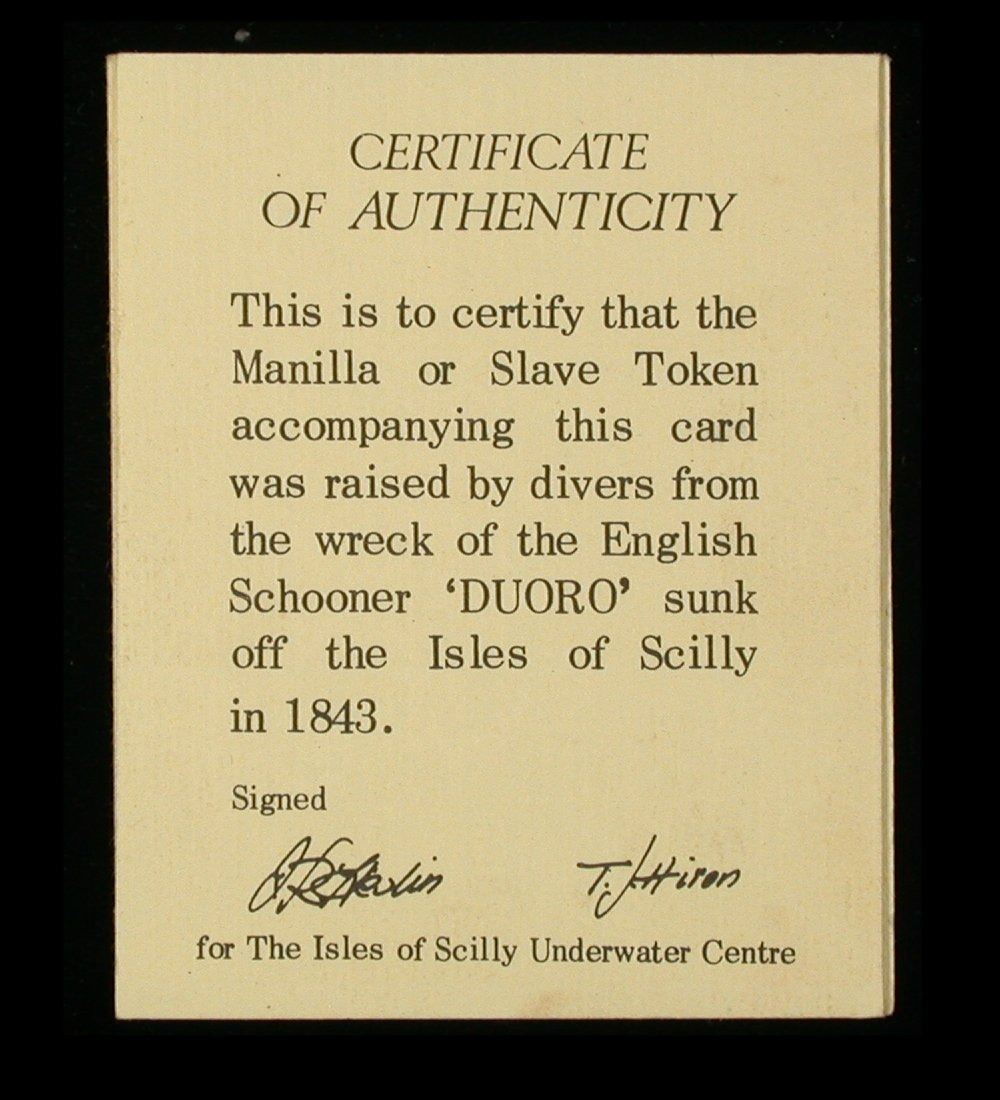 CERTIFICATE
OF AUTHENTICITY
This is to certify that the
Manilla or Slave Token
accompanying this card
was raised by divers from
the wreck of the English
Schooner ‘DUORO’ sunk
off the Isles of Scilly
in 1843.
Signed
T. J. Hiron
for The Isles of Scilly Underwater Centre